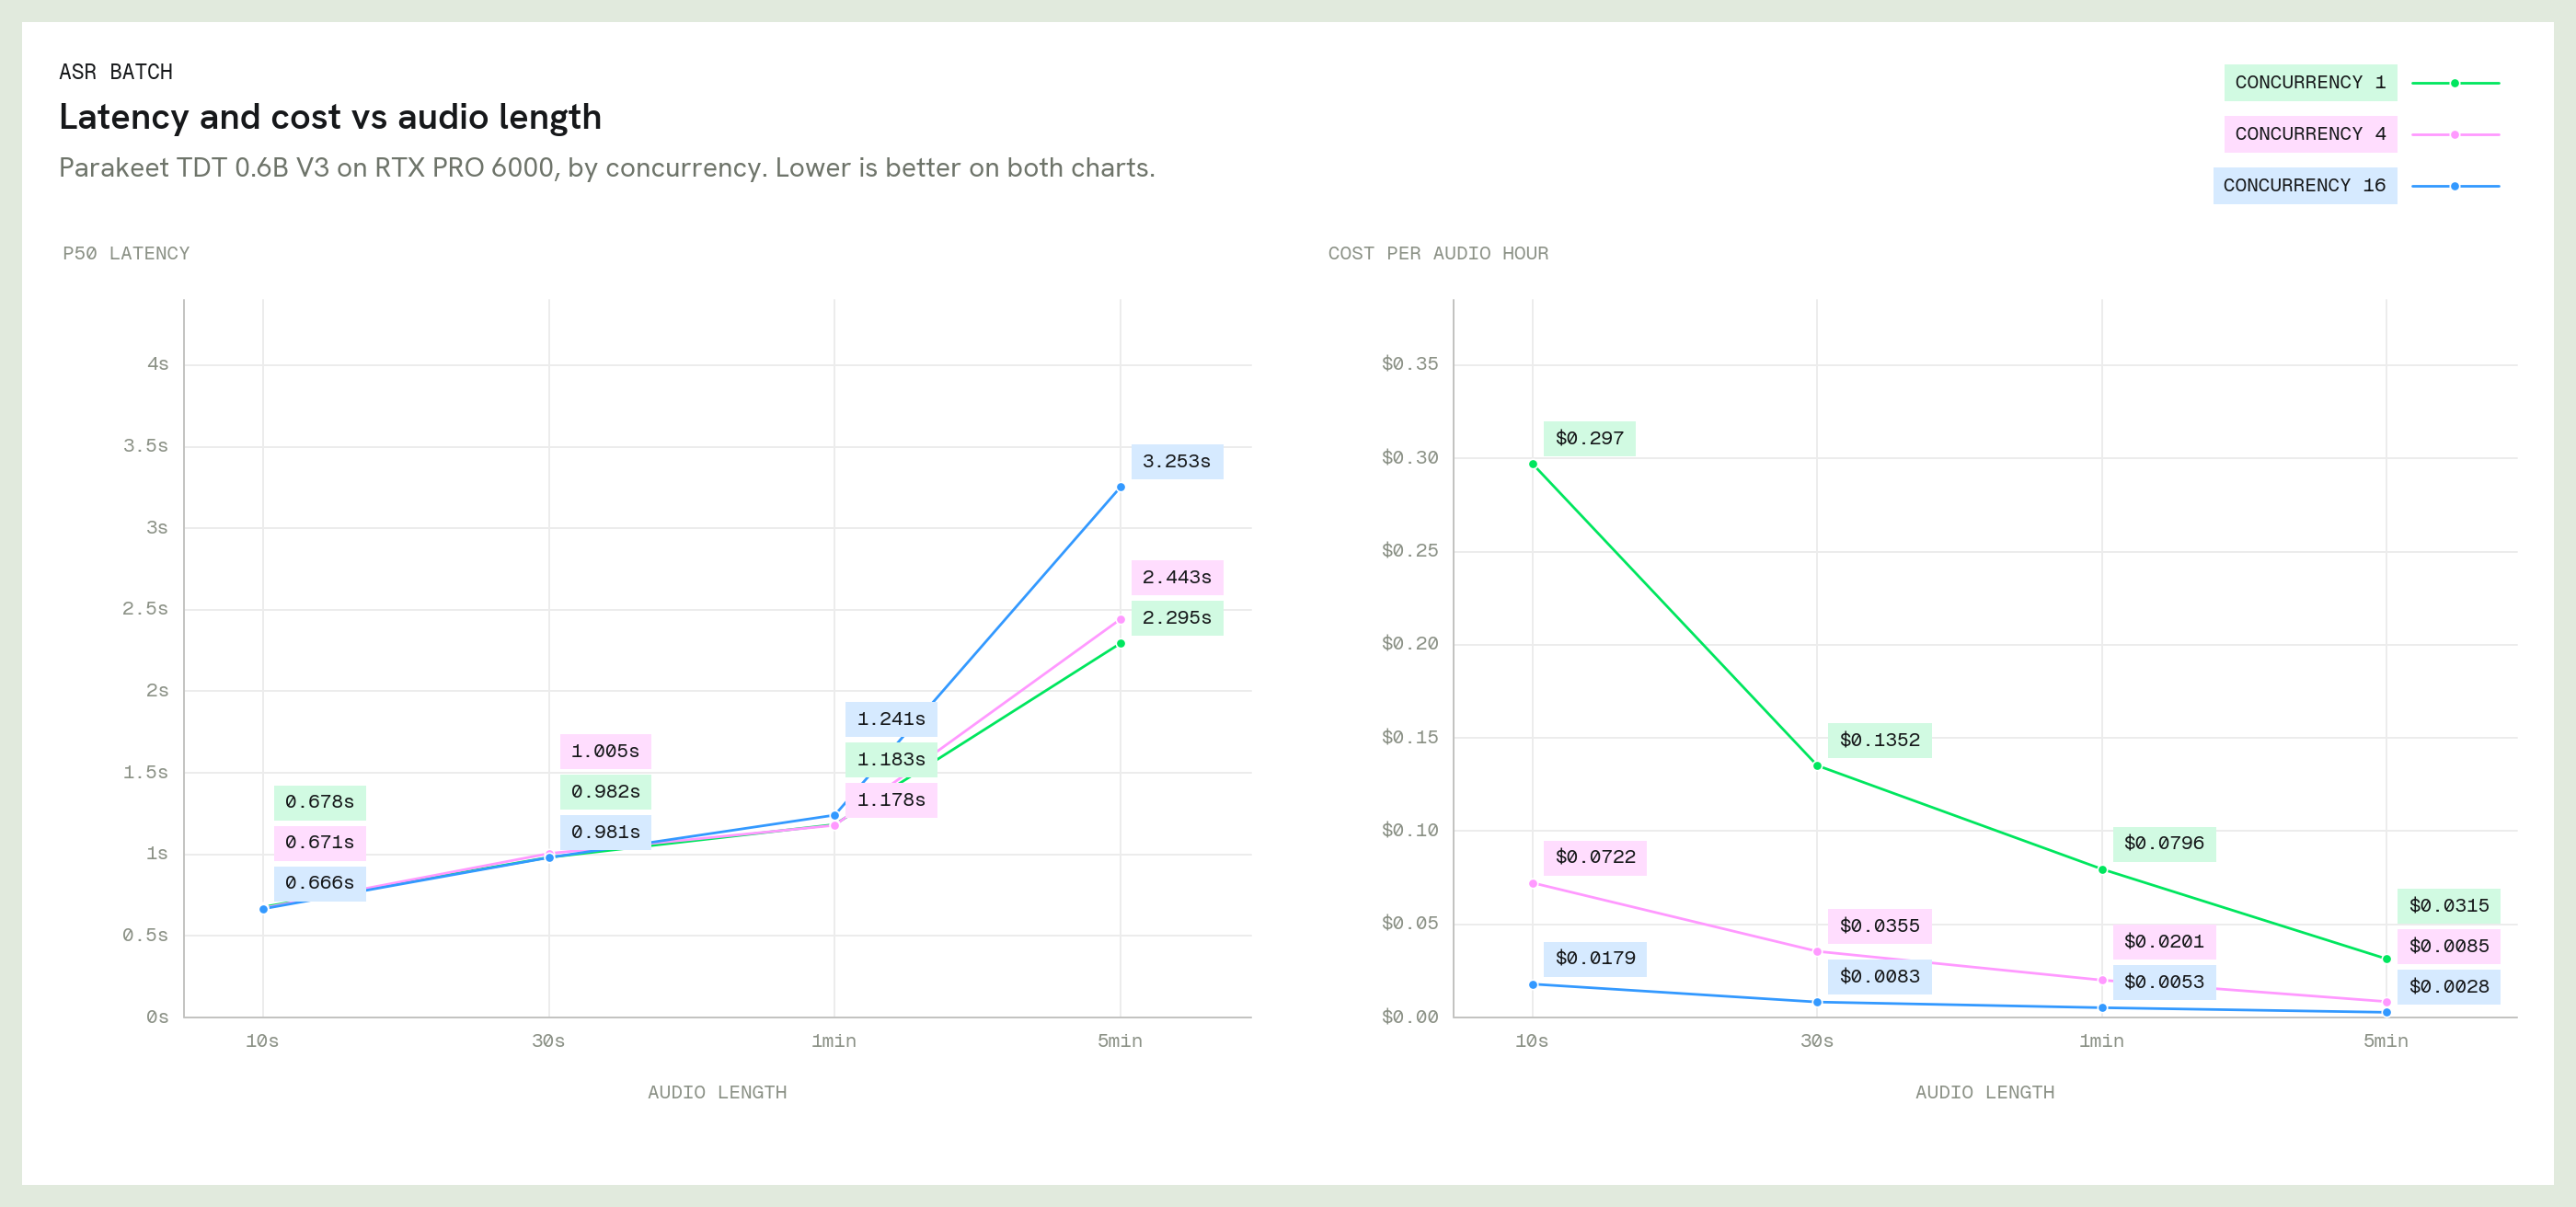 ASR BATCH
Latency and cost vs audio length
Parakeet TDT 0.6B V3 on RTX PRO 6000, by concurrency. Lower is better on both charts.
CONCURRENCY 1
CONCURRENCY 4
CONCURRENCY 16
P50 LATENCY
4s
3.5s
3s
2.5s
2s
1.5s
1s
0.5s
0s
0.678s
0.671s
0.666s
1.005s
0.982s
0.981s
1.241s
1.183s
1.178s
3.253s
2.443s
2.295s
10s 30s 1min 5min
AUDIO LENGTH
COST PER AUDIO HOUR
$0.35
$0.30
$0.25
$0.20
$0.15
$0.10
$0.05
$0.00
$0.297
$0.0722
$0.0179
$0.1352
$0.0355
$0.0083
$0.0796
$0.0201
$0.0053
$0.0315
$0.0085
$0.0028
10s 30s 1min 5min
AUDIO LENGTH